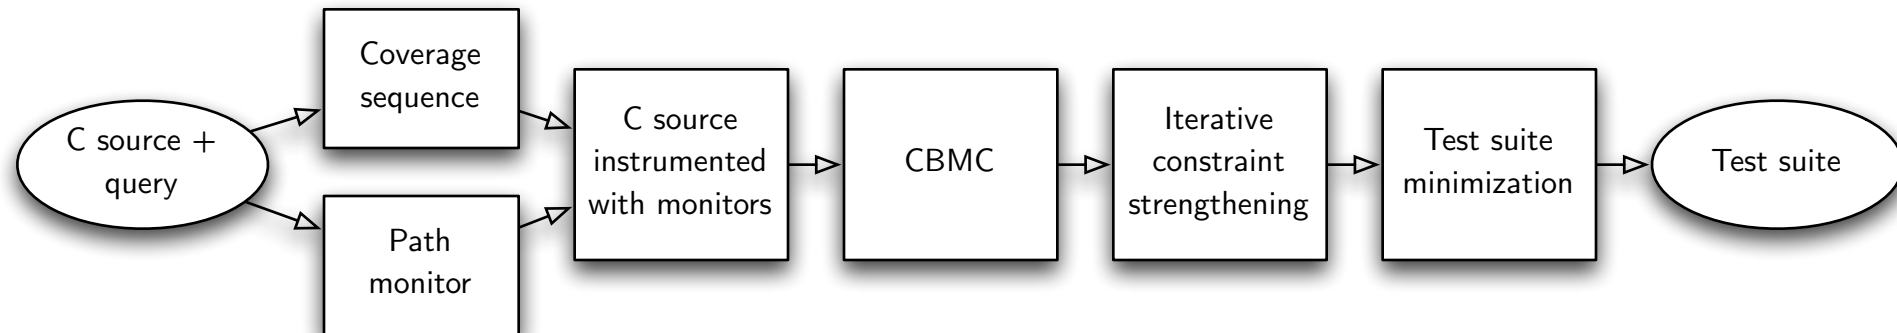 C source +
query
Coverage
sequence
Path
monitor
C source
instrumented
with monitors
CBMC
Iterative
constraint
strengthening
Test suite
minimization
Test suite